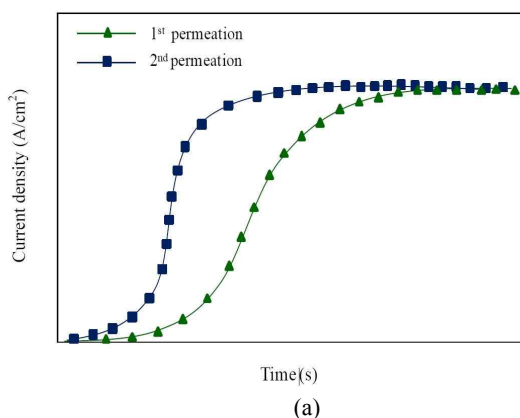 1st permeation
2nd permeation
Current density (A/cm²)
Time (s)
(a)